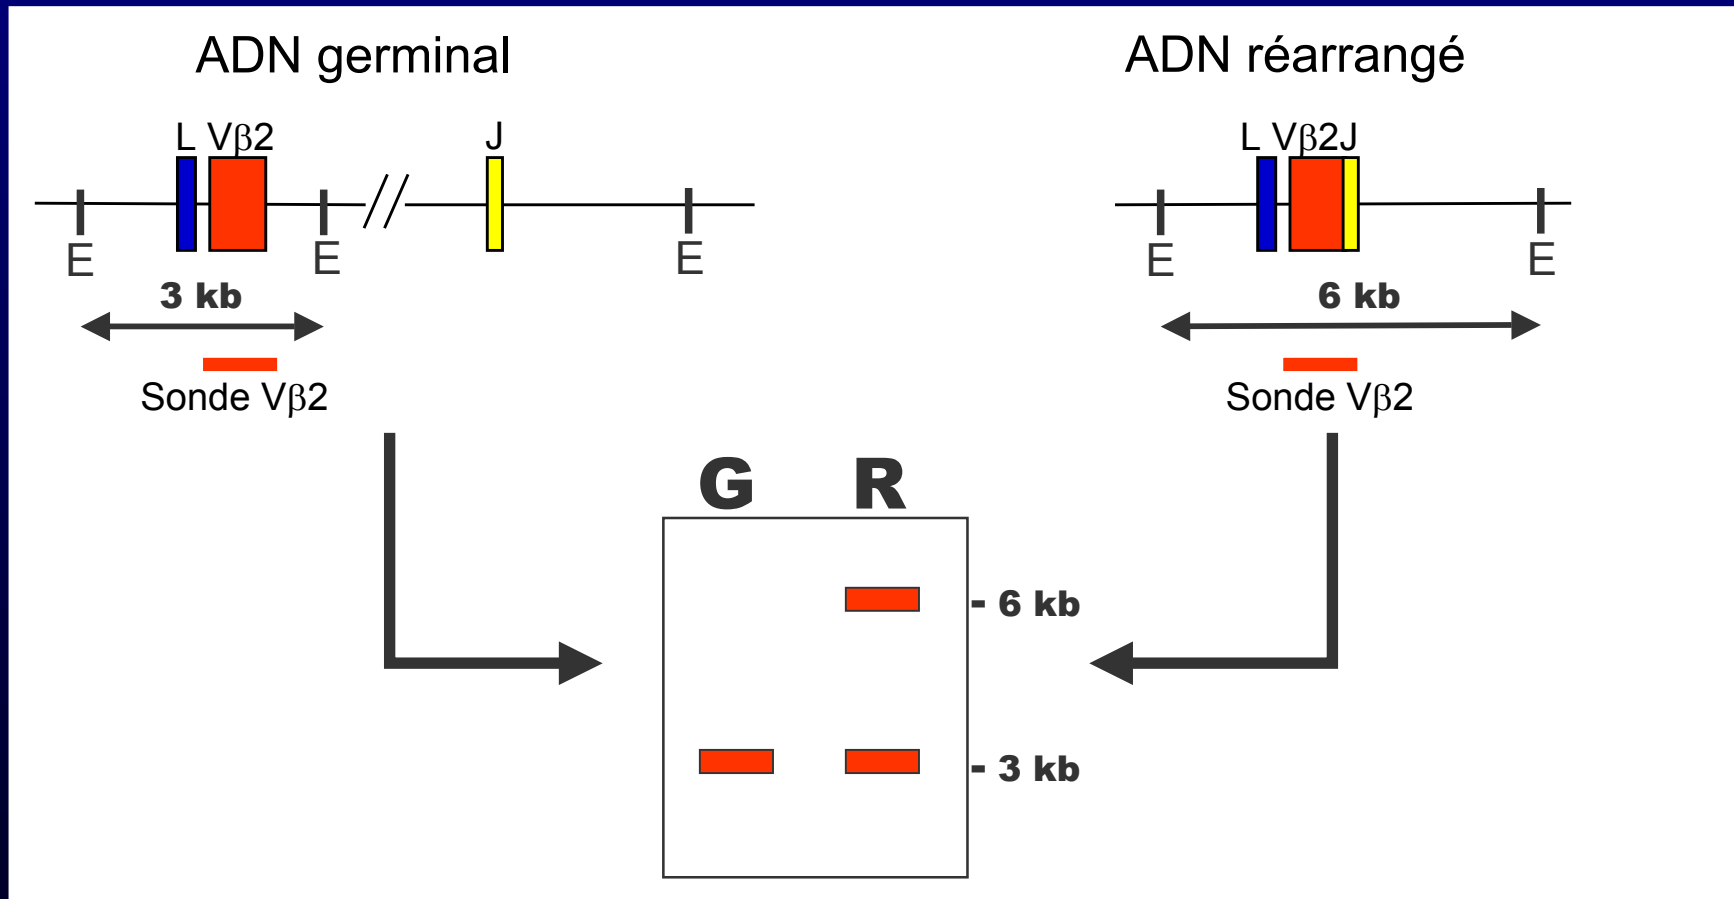 ADN germinal
ADN réarrangé
L Vβ2
J
L Vβ2J
E
E
E
E
E
3 kb
6 kb
Sonde Vβ2
Sonde Vβ2
G R
- 6 kb
- 3 kb